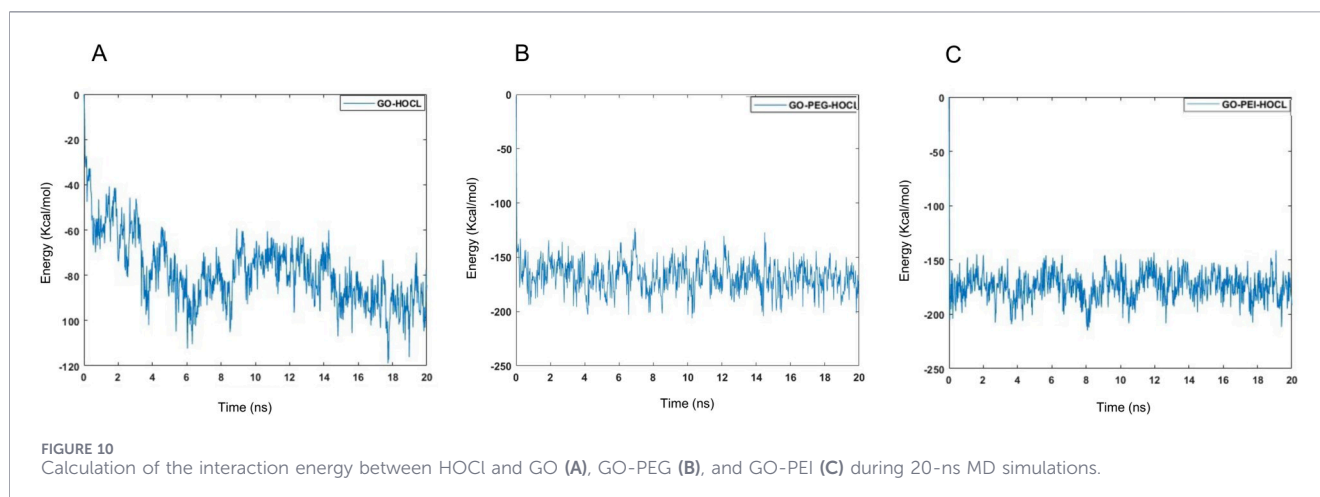 A
B
C
GO-HOCL
GO-PEG-HOCL
GO-PEI-HOCL
Energy (Kcal/mol)
0
-20
-40
-60
-80
100
-120
0 2 4 6 8 10 12 14 16 18 20
Time (ns)
Energy (Kcal/mol)
0
-50
-100
-150
-200
-250
0 2 4 6 8 10 12 14 16 18 20
Time (ns)
Energy (Kcal/mol)
0
-50
-100
-150
-200
-250
0 2 4 6 8 10 12 14 16 18 20
Time (ns)
FIGURE 10
Calculation of the interaction energy between HOCl and GO (A), GO-PEG (B), and GO-PEI (C) during 20-ns MD simulations.